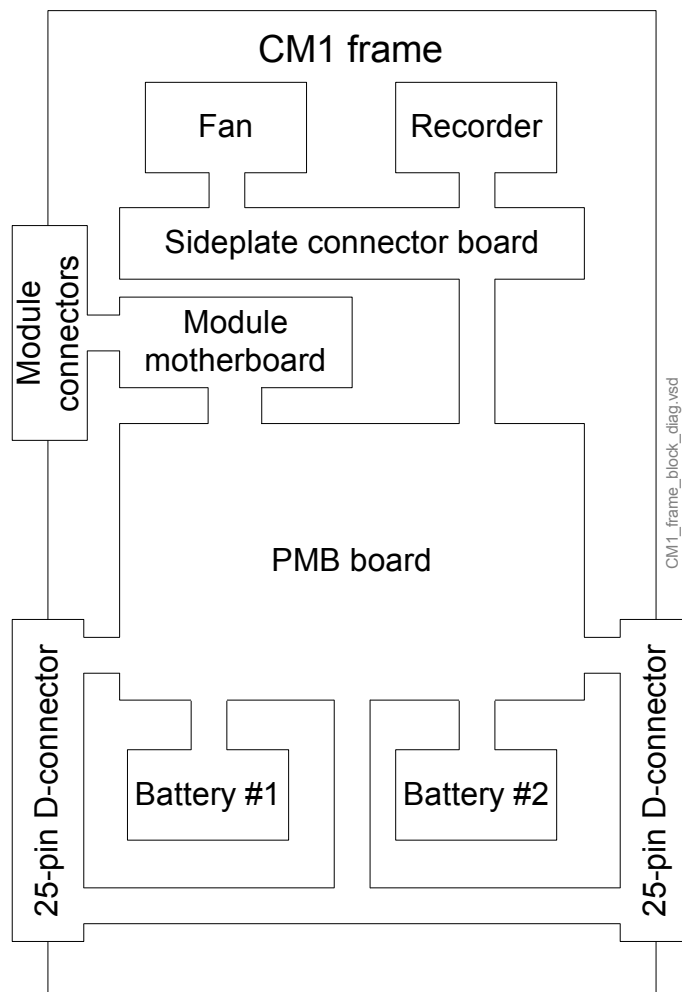 CM1 frame
Fan
Recorder
Sideplate connector board
Module
connectors
Module
motherboard
CM1_frame_block_diag.vsd
PMB board
25-pin D-connector
25-pin D-connector
Battery #1
Battery #2